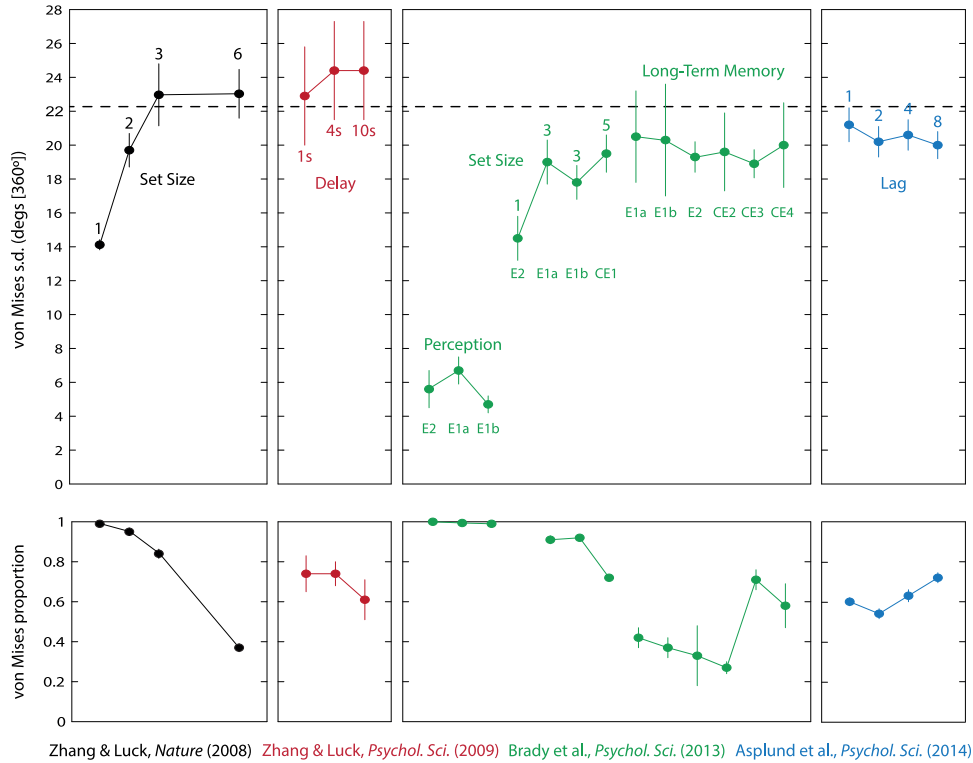 von Mises s.d. (degs [360º])
28
26
24
22
20
18
16
14
12
10
8
6
4
2
0
1
2
3
6
Set Size
1s
4s
10s
Delay
Long-Term Memory
Set Size
1
3
3
5
E2
E1a
E1b
CE1
E1a
E1b
E2
CE2
CE3
CE4
Perception
E2
E1a
E1b
1
2
4
8
Lag
von Mises proportion
1
0.8
0.6
0.4
0.2
0
Zhang & Luck, Nature (2008) Zhang & Luck, Psychol. Sci. (2009) Brady et al., Psychol. Sci. (2013) Asplund et al., Psychol. Sci. (2014)